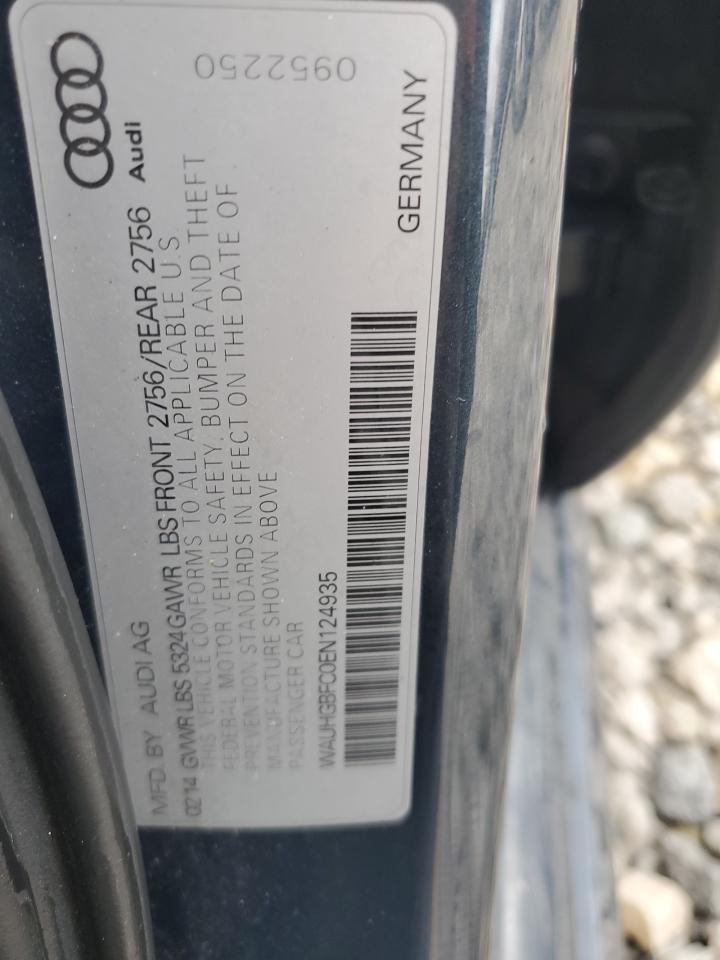 Audi
0952250
MFD. BY AUDI AG
02 14 GVWR LBS 5324 GAWR LBS FRONT 2756/REAR 2756
THIS VEHICLE CONFORMS TO ALL APPLICABLE U.S
FEDERAL MOTOR VEHICLE SAFETY, BUMPER AND THEFT
PREVENTION STANDARDS IN EFFECT ON THE DATE OF
MANUFACTURE SHOWN ABOVE
PASSENGER CAR
WAUHGBFC0EN124935
GERMANY